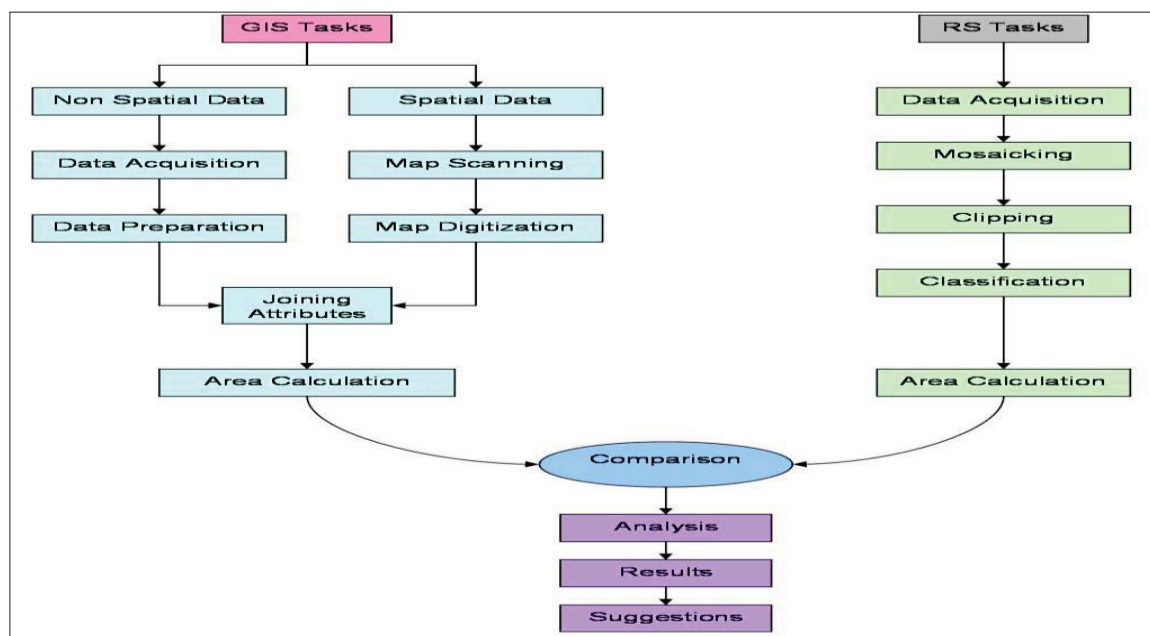 GIS Tasks
RS Tasks
Non Spatial Data
Spatial Data
Data Acquisition
Data Acquisition
Map Scanning
Mosaicking
Data Preparation
Map Digitization
Clipping
Joining
Attributes
Classification
Area Calculation
Area Calculation
Comparison
Analysis
Results
Suggestions